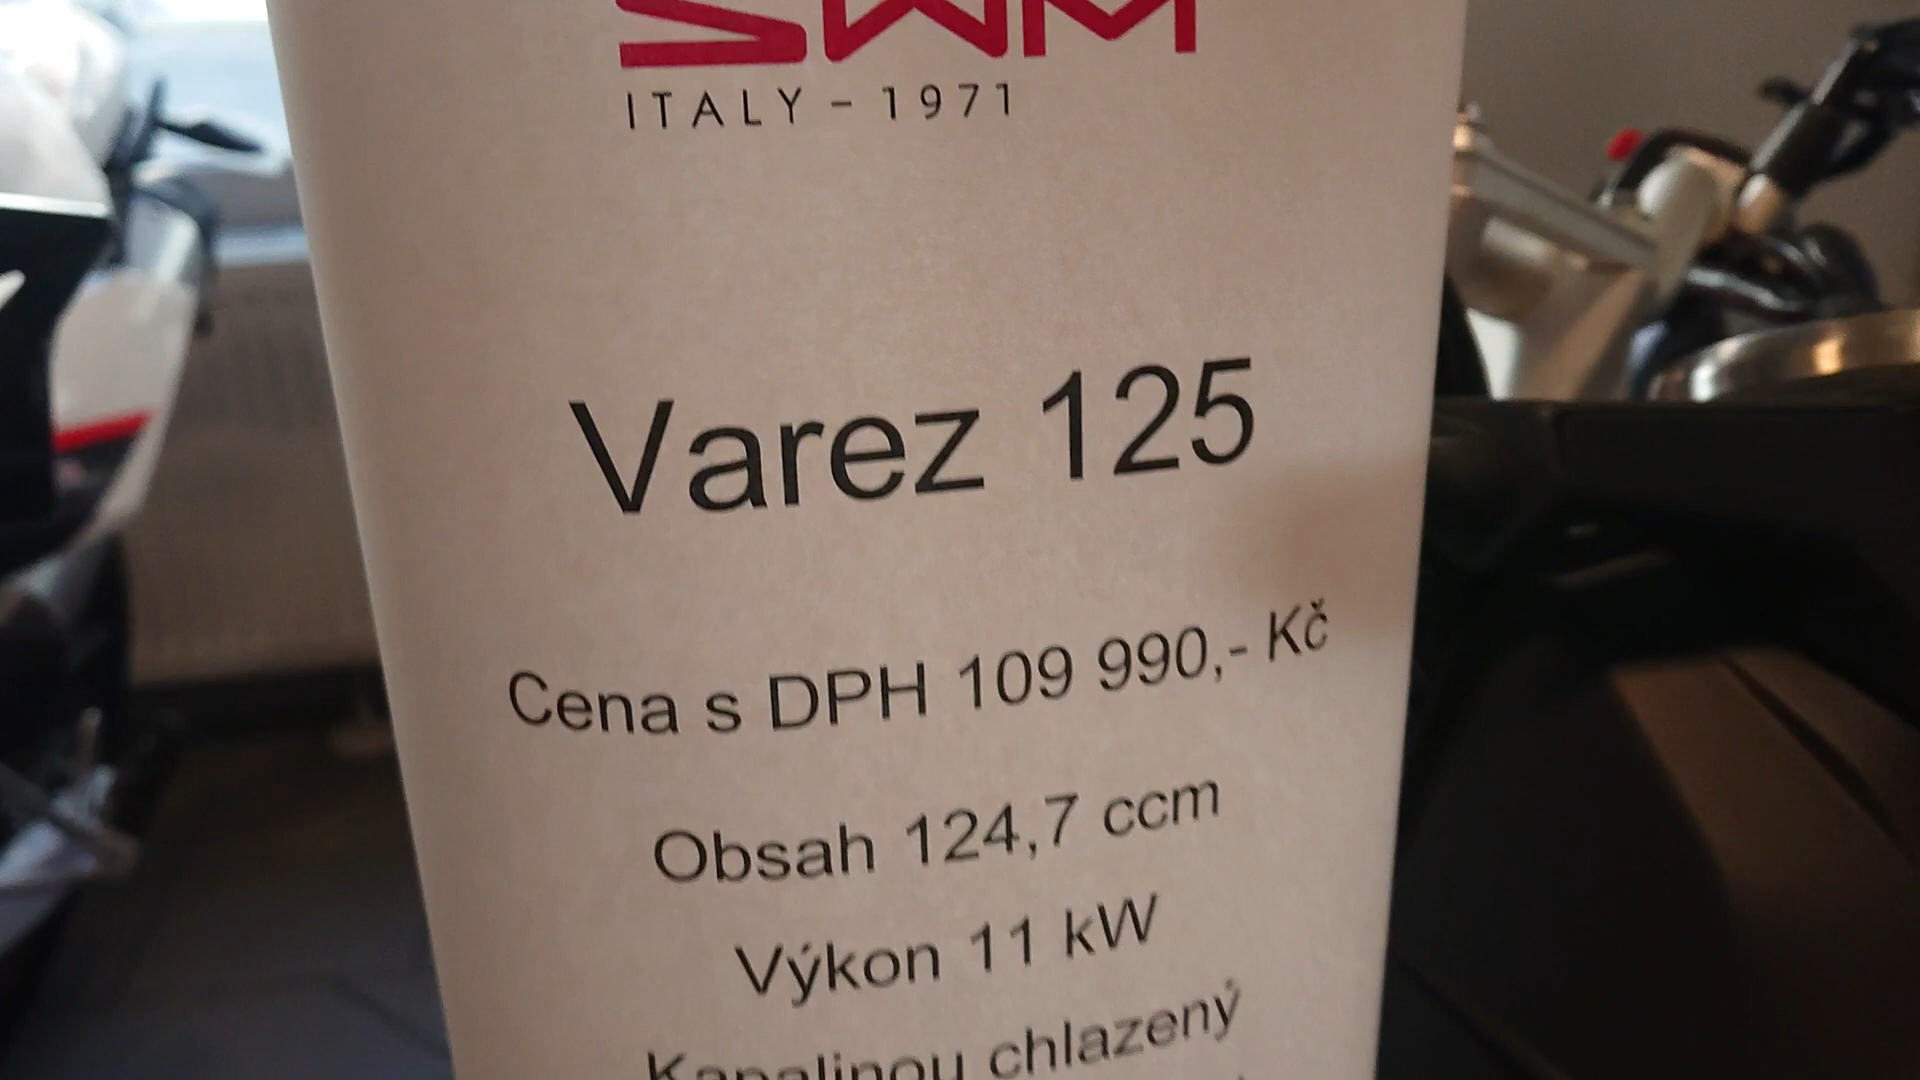 SWM
ITALY – 1971
Varez 125
Cena s DPH 109 990,- Kč
Obsah 124,7 ccm
Výkon 11 kW
Kapalinou chlazený